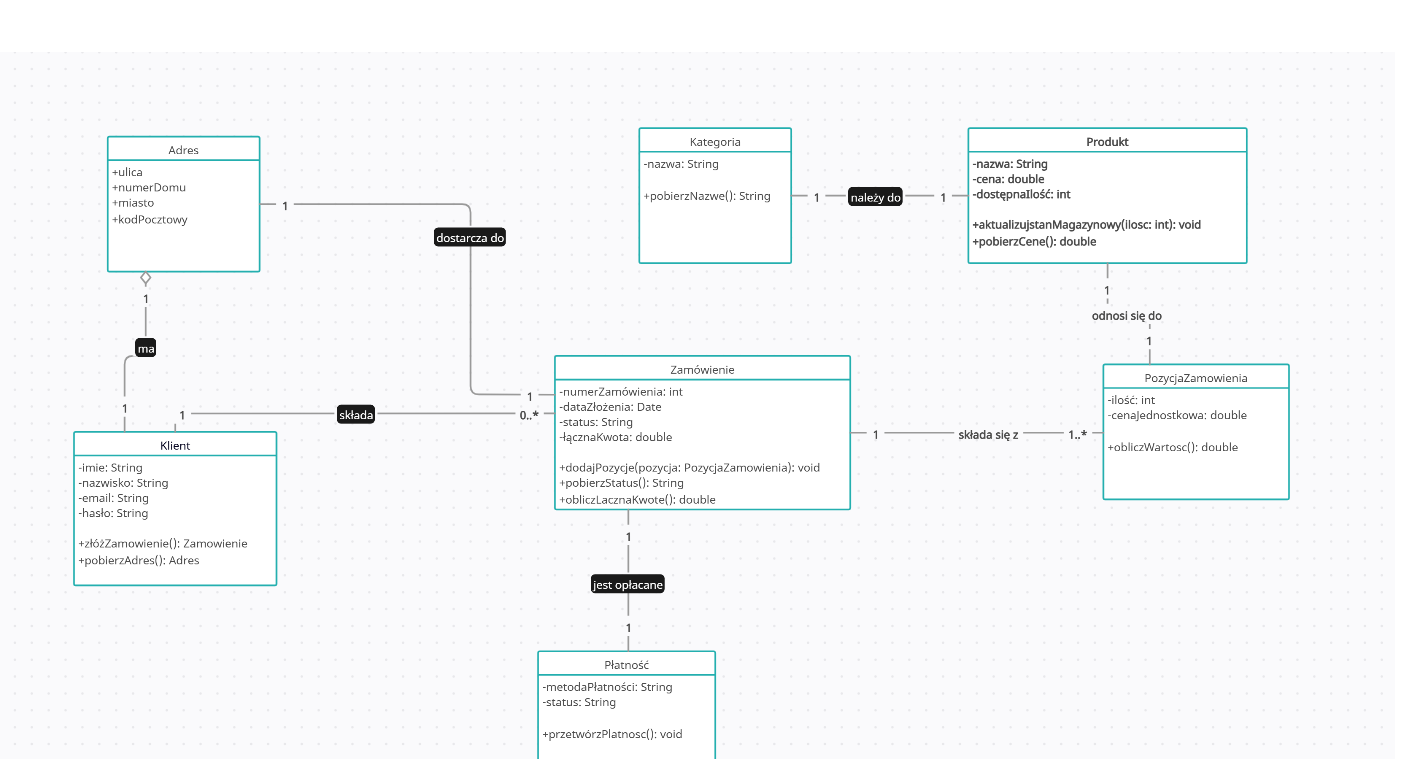 Adres
+ulica
+numerDomu
+miasto
+kodPocztowy
1
dostarcza do
1
1
ma
1
Kategoria
-nazwa: String
+pobierzNazwe(): String
1
należy do
1
Produkt
-nazwa: String
-cena: double
-dostępnaIlość: int
+aktualizujstanMagazynowy(ilosc: int): void
+pobierzCene(): double
1
odnosi się do
1
Klient
-imie: String
-nazwisko: String
-email: String
-hasło: String
+złóżZamowienie(): Zamowienie
+pobierzAdres(): Adres
1
składa
0..*
Zamówienie
-numerZamówienia: int
-dataZłożenia: Date
-status: String
-łącznaKwota: double
+dodajPozycje(pozycja: PozycjaZamowienia): void
+pobierzStatus(): String
+obliczLacznaKwote(): double
1
składa się z
1..*
PozycjaZamowienia
-ilość: int
-cenaJednostkowa: double
+obliczWartosc(): double
1
jest opłacane
1
Płatność
-metodaPłatności: String
-status: String
+przetwórzPlatnosc(): void